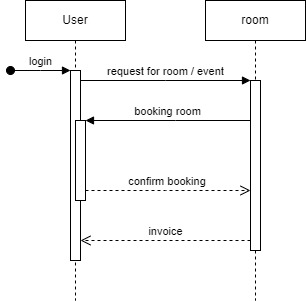 User
room
login
request for room / event
booking room
confirm booking
invoice